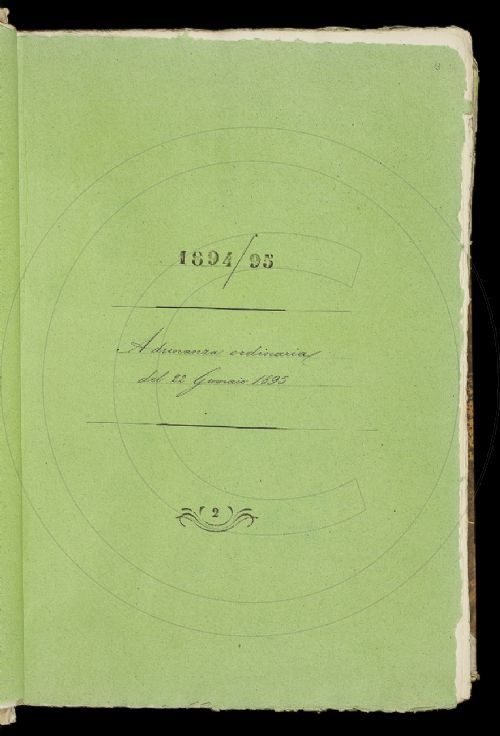 1894/95
Adunanza ordinaria
del 22 Gennaio 1895
( 2 )